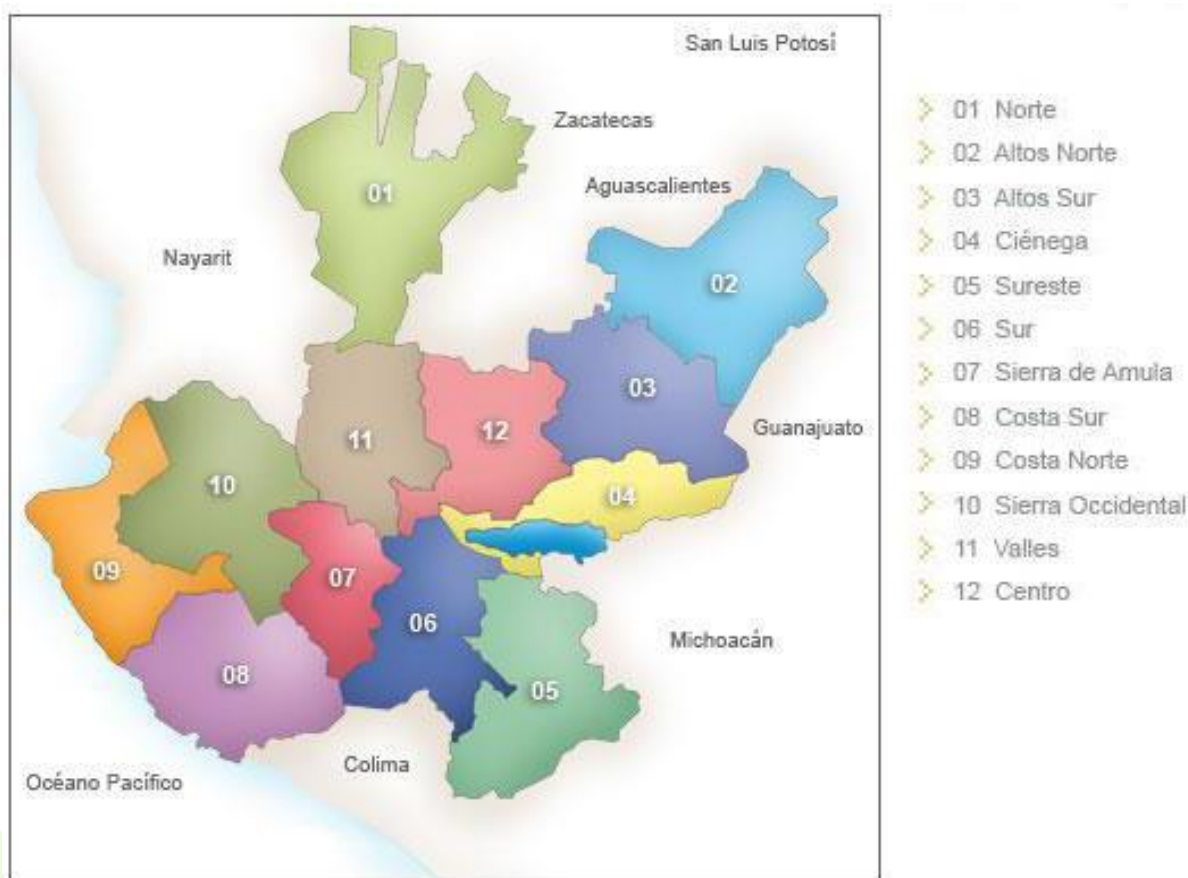 San Luis Potosí
Zacatecas
01
Aguascalientes
Nayarit
02
03
Guanajuato
11
12
10
04
09
07
06
Michoacán
08
05
Colima
Océano Pacífico
01 Norte
02 Altos Norte
03 Altos Sur
04 Ciénega
05 Sureste
06 Sur
07 Sierra de Amula
08 Costa Sur
09 Costa Norte
10 Sierra Occidental
11 Valles
12 Centro